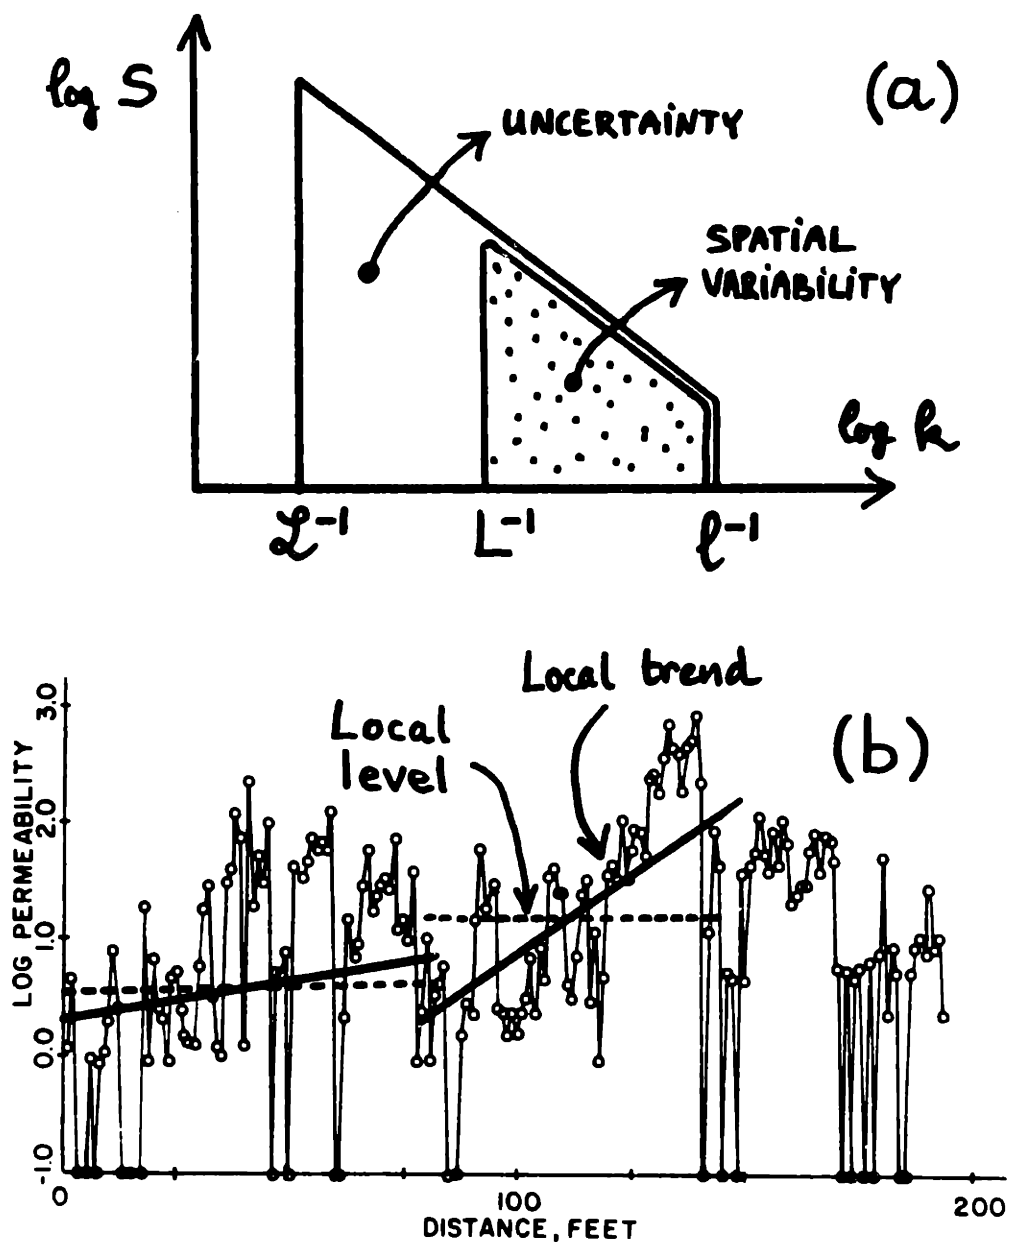 log S
(a)
UNCERTAINTY
SPATIAL
VARIABILITY
log k
ℒ⁻¹
L⁻¹
ℓ⁻¹
Local trend
Local
level
(b)
LOG PERMEABILITY
3.0
2.0
1.0
0.0
-1.0
0
100
200
DISTANCE, FEET